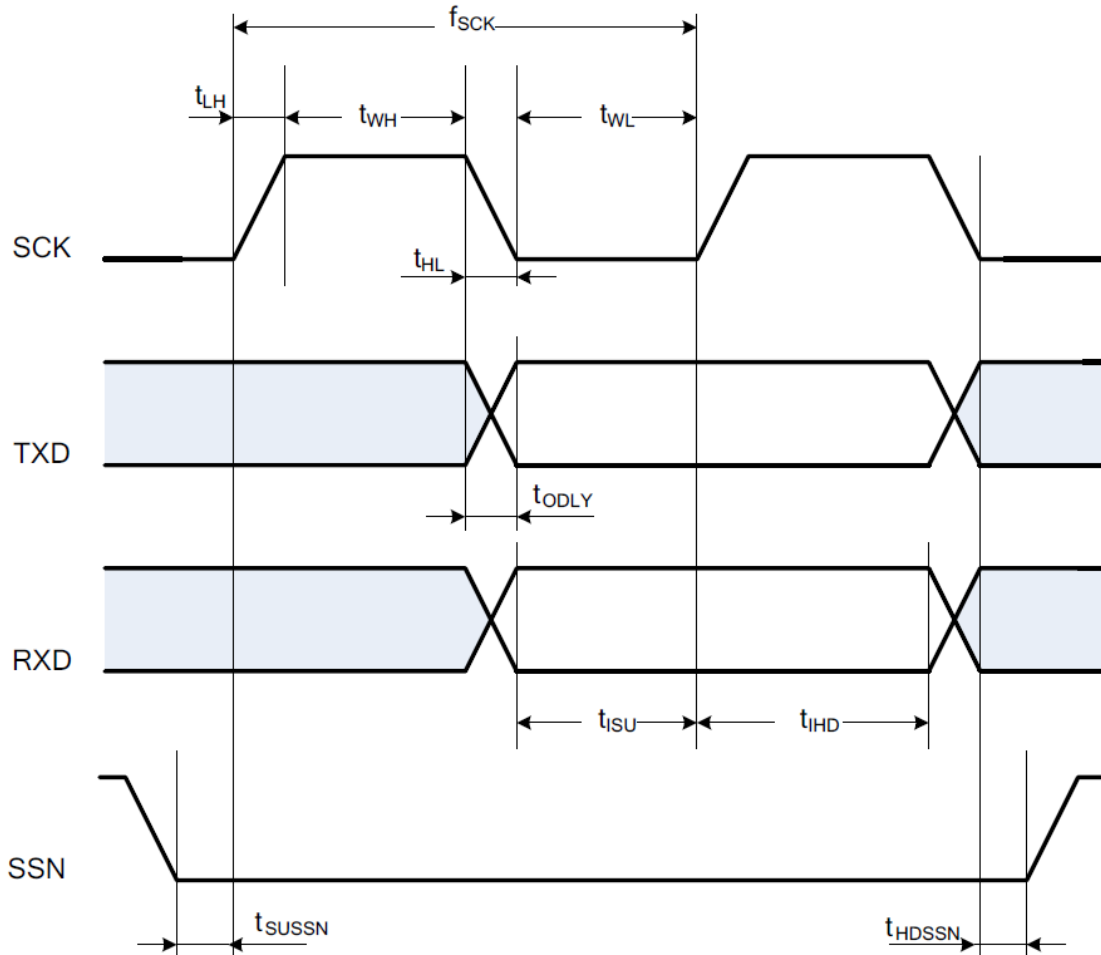 fSCK
tLH
tWH
tWL
SCK
tHL
TXD
tODLY
RXD
tISU
tIHD
SSN
tSUSSN
tHDSSN